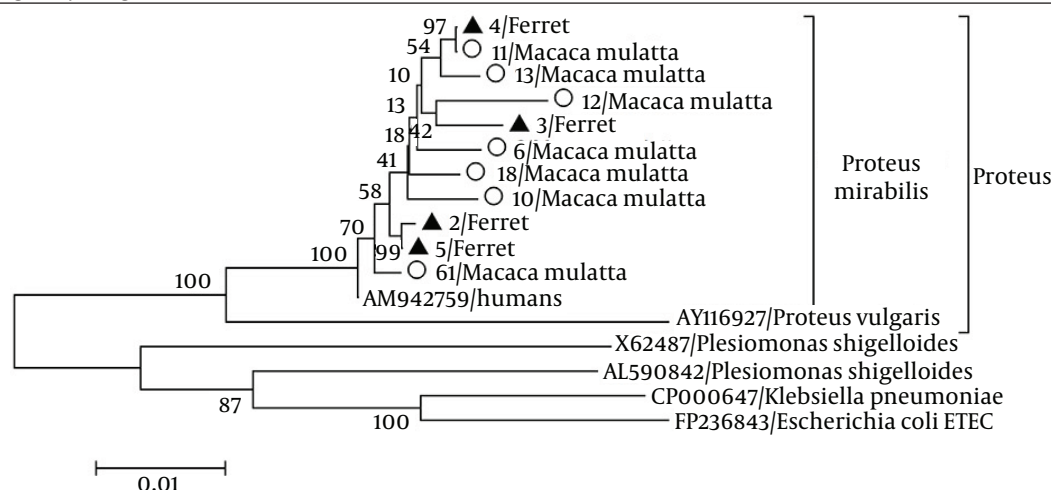 97
4/Ferret
11/Macaca mulatta
54
13/Macaca mulatta
10
12/Macaca mulatta
13
3/Ferret
42
18
6/Macaca mulatta
41
18/Macaca mulatta
10/Macaca mulatta
58
2/Ferret
70
99
5/Ferret
100
61/Macaca mulatta
100
AM942759/humans
Proteus
mirabilis
Proteus
AY116927/Proteus vulgaris
X62487/Plesiomonas shigelloides
AL590842/Plesiomonas shigelloides
87
CP000647/Klebsiella pneumoniae
100
FP236843/Escherichia coli ETEC
0.01